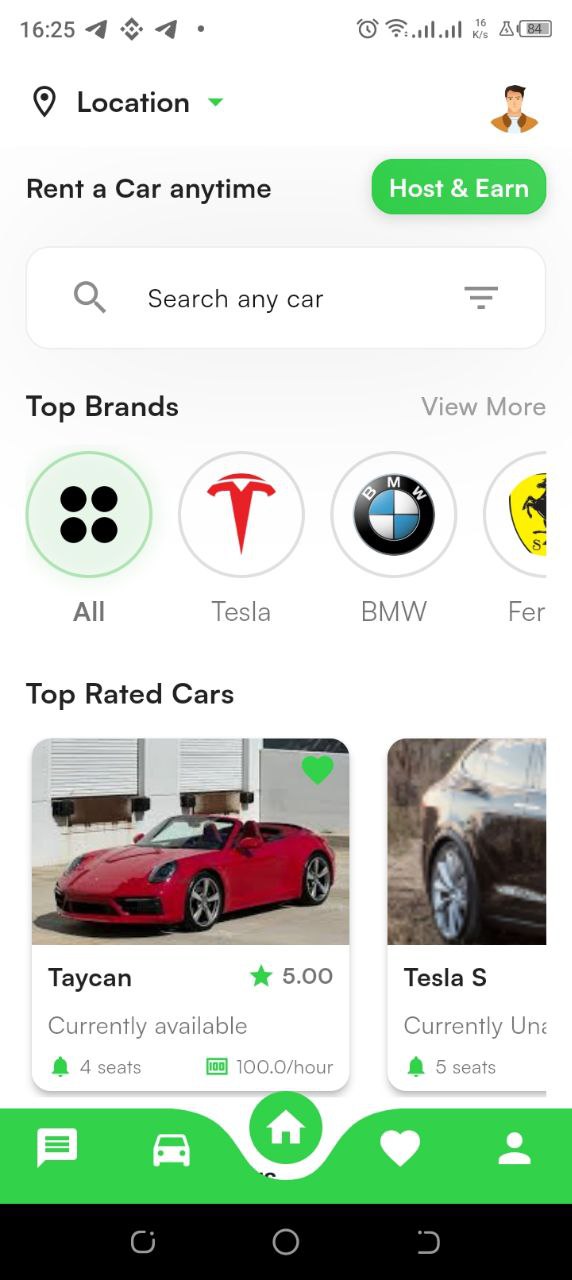 16:25
16
K/s
84
Location
Rent a Car anytime
Host & Earn
Search any car
Top Brands
View More
B M W
S
All
Tesla
BMW
Fer
Top Rated Cars
Taycan
5.00
Currently available
4 seats
100
100.0/hour
Tesla S
Currently Una
5 seats